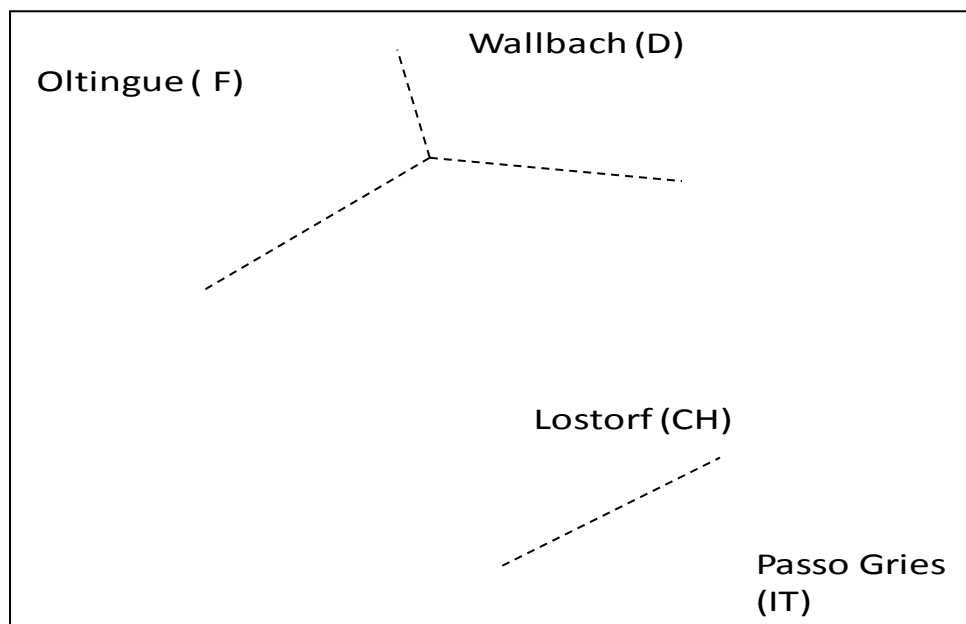 Wallbach (D)
Oltingue ( F)
Lostorf (CH)
Passo Gries
(IT)